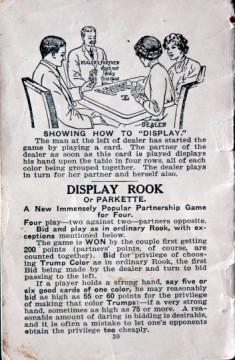 DEALER'S PARTNER
does not
play
this hand
DEALER
SHOWING HOW TO "DISPLAY."
The man at the left of dealer has started the
game by playing a card. The partner of the
dealer as soon as this card is played displays
his hand upon the table in four rows, all of each
color being grouped together. The dealer plays
in turn for her partner and herself also.
DISPLAY ROOK
Or PARKETTE.
A New Immensely Popular Partnership Game
for Four.
Four play—two against two—partners opposite.
Bid and play as in ordinary Rook, with ex-
ceptions mentioned below.
The game is WON by the couple first getting
200 points (partners' points, of course, are
counted together). Bid for privilege of choos-
ing Trump Color as in ordinary Rook, the first
Bid being made by the dealer and turn to bid
passing to the left.
If a player holds a strong hand, say five or
six good cards of one color, he may reasonably
bid as high as 55 or 60 points for the privilege
of making that color Trumps—if a very strong
hand, sometimes as high as 75 or more. A rea-
sonable amount of daring in bidding is desirable,
and it is often a mistake to let one's opponents
obtain the privilege too cheaply.
20